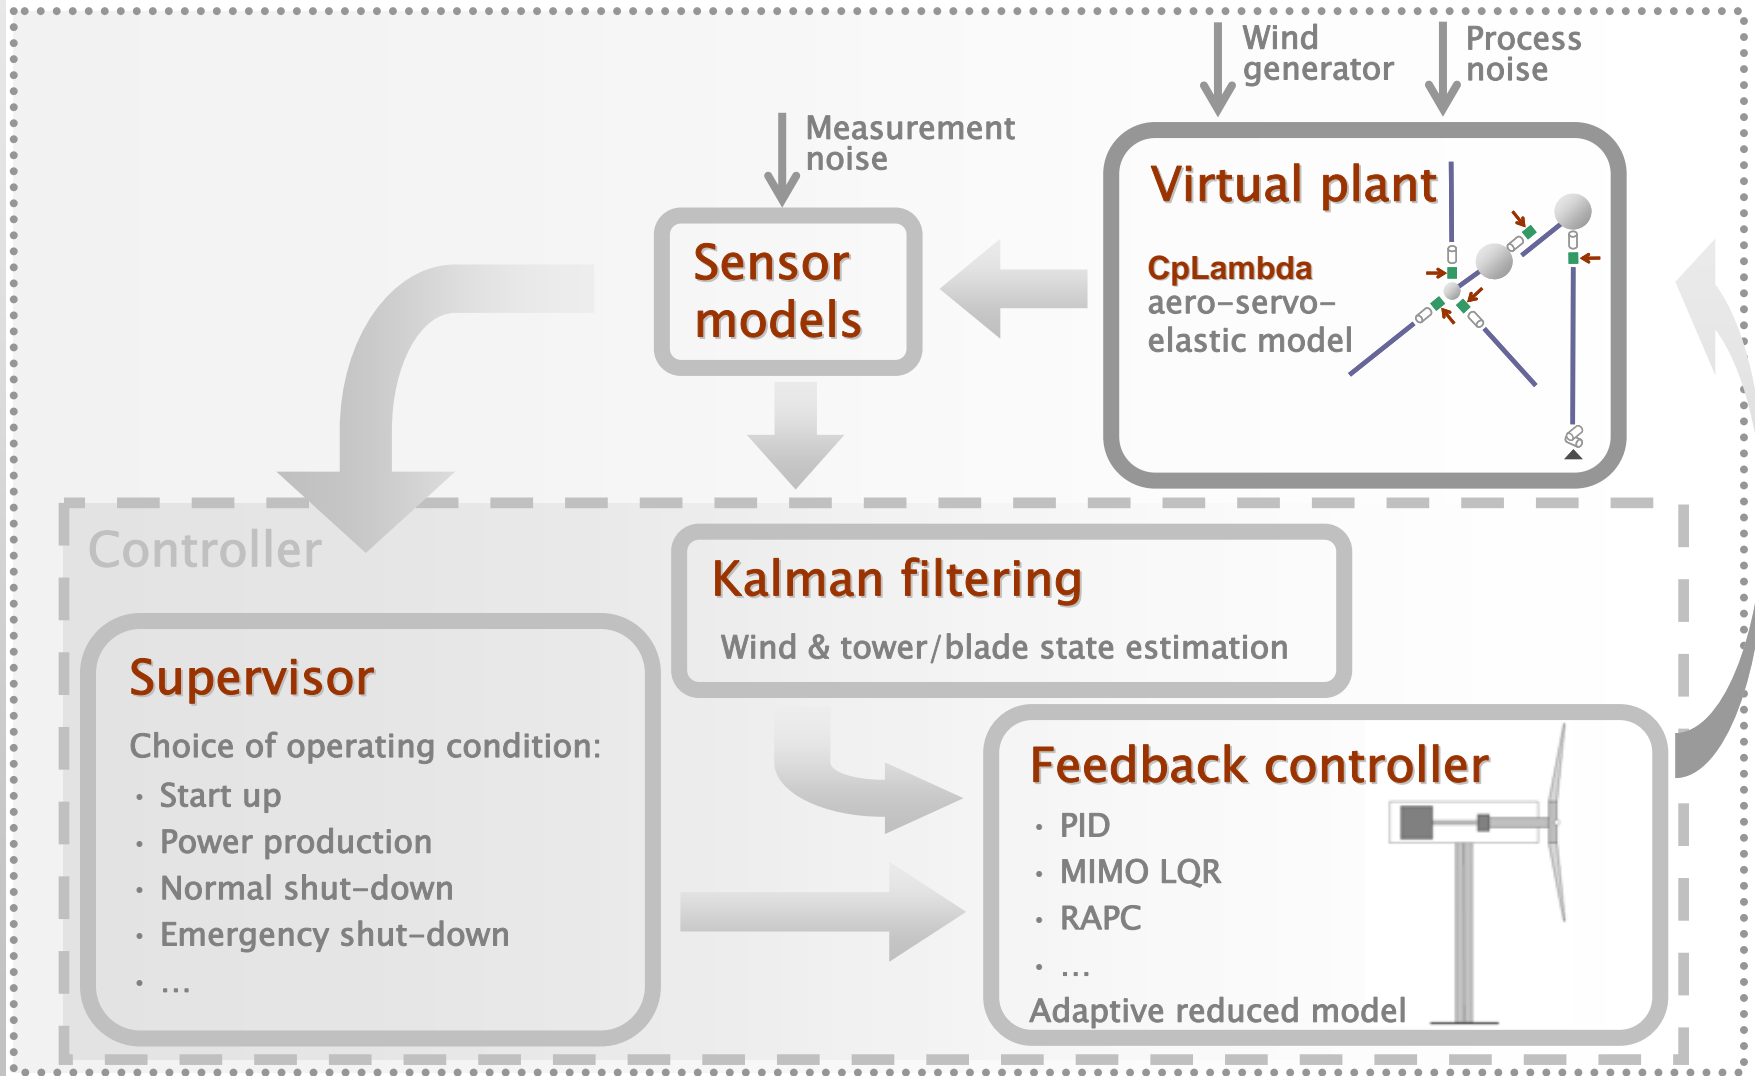 Wind
generator
Process
noise
Measurement
noise
Virtual plant
CpLambda
aero-servo-
elastic model
Sensor
models
Controller
Kalman filtering
Wind & tower/blade state estimation
Supervisor
Choice of operating condition:
· Start up
· Power production
· Normal shut-down
· Emergency shut-down
· ...
Feedback controller
· PID
· MIMO LQR
· RAPC
· ...
Adaptive reduced model